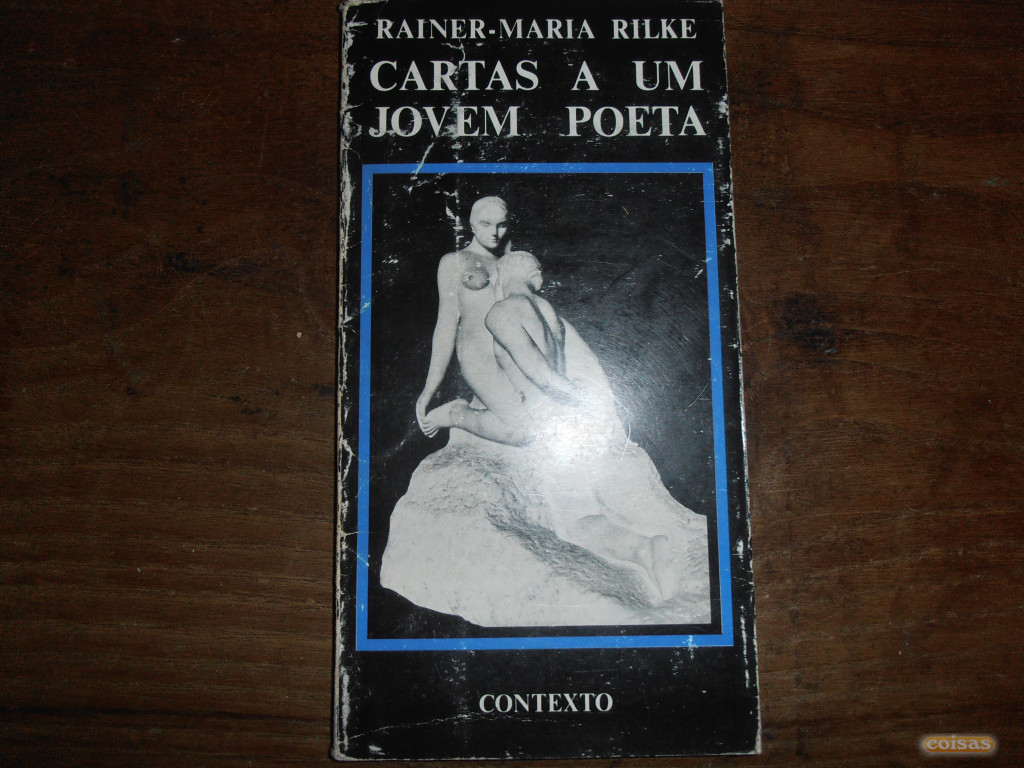 RAINER-MARIA RILKE
CARTAS A UM
JOVEM POETA
CONTEXTO
coisas